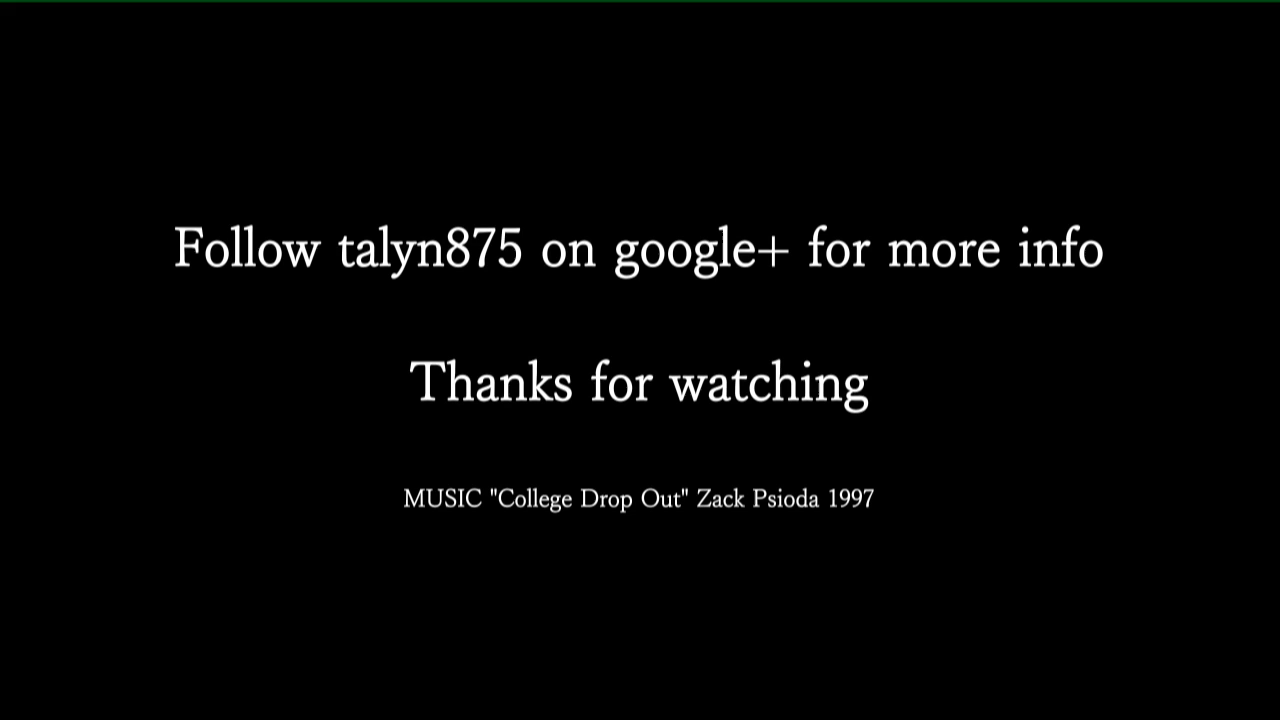 Follow talyn875 on google+ for more info
Thanks for watching
MUSIC "College Drop Out" Zack Psioda 1997